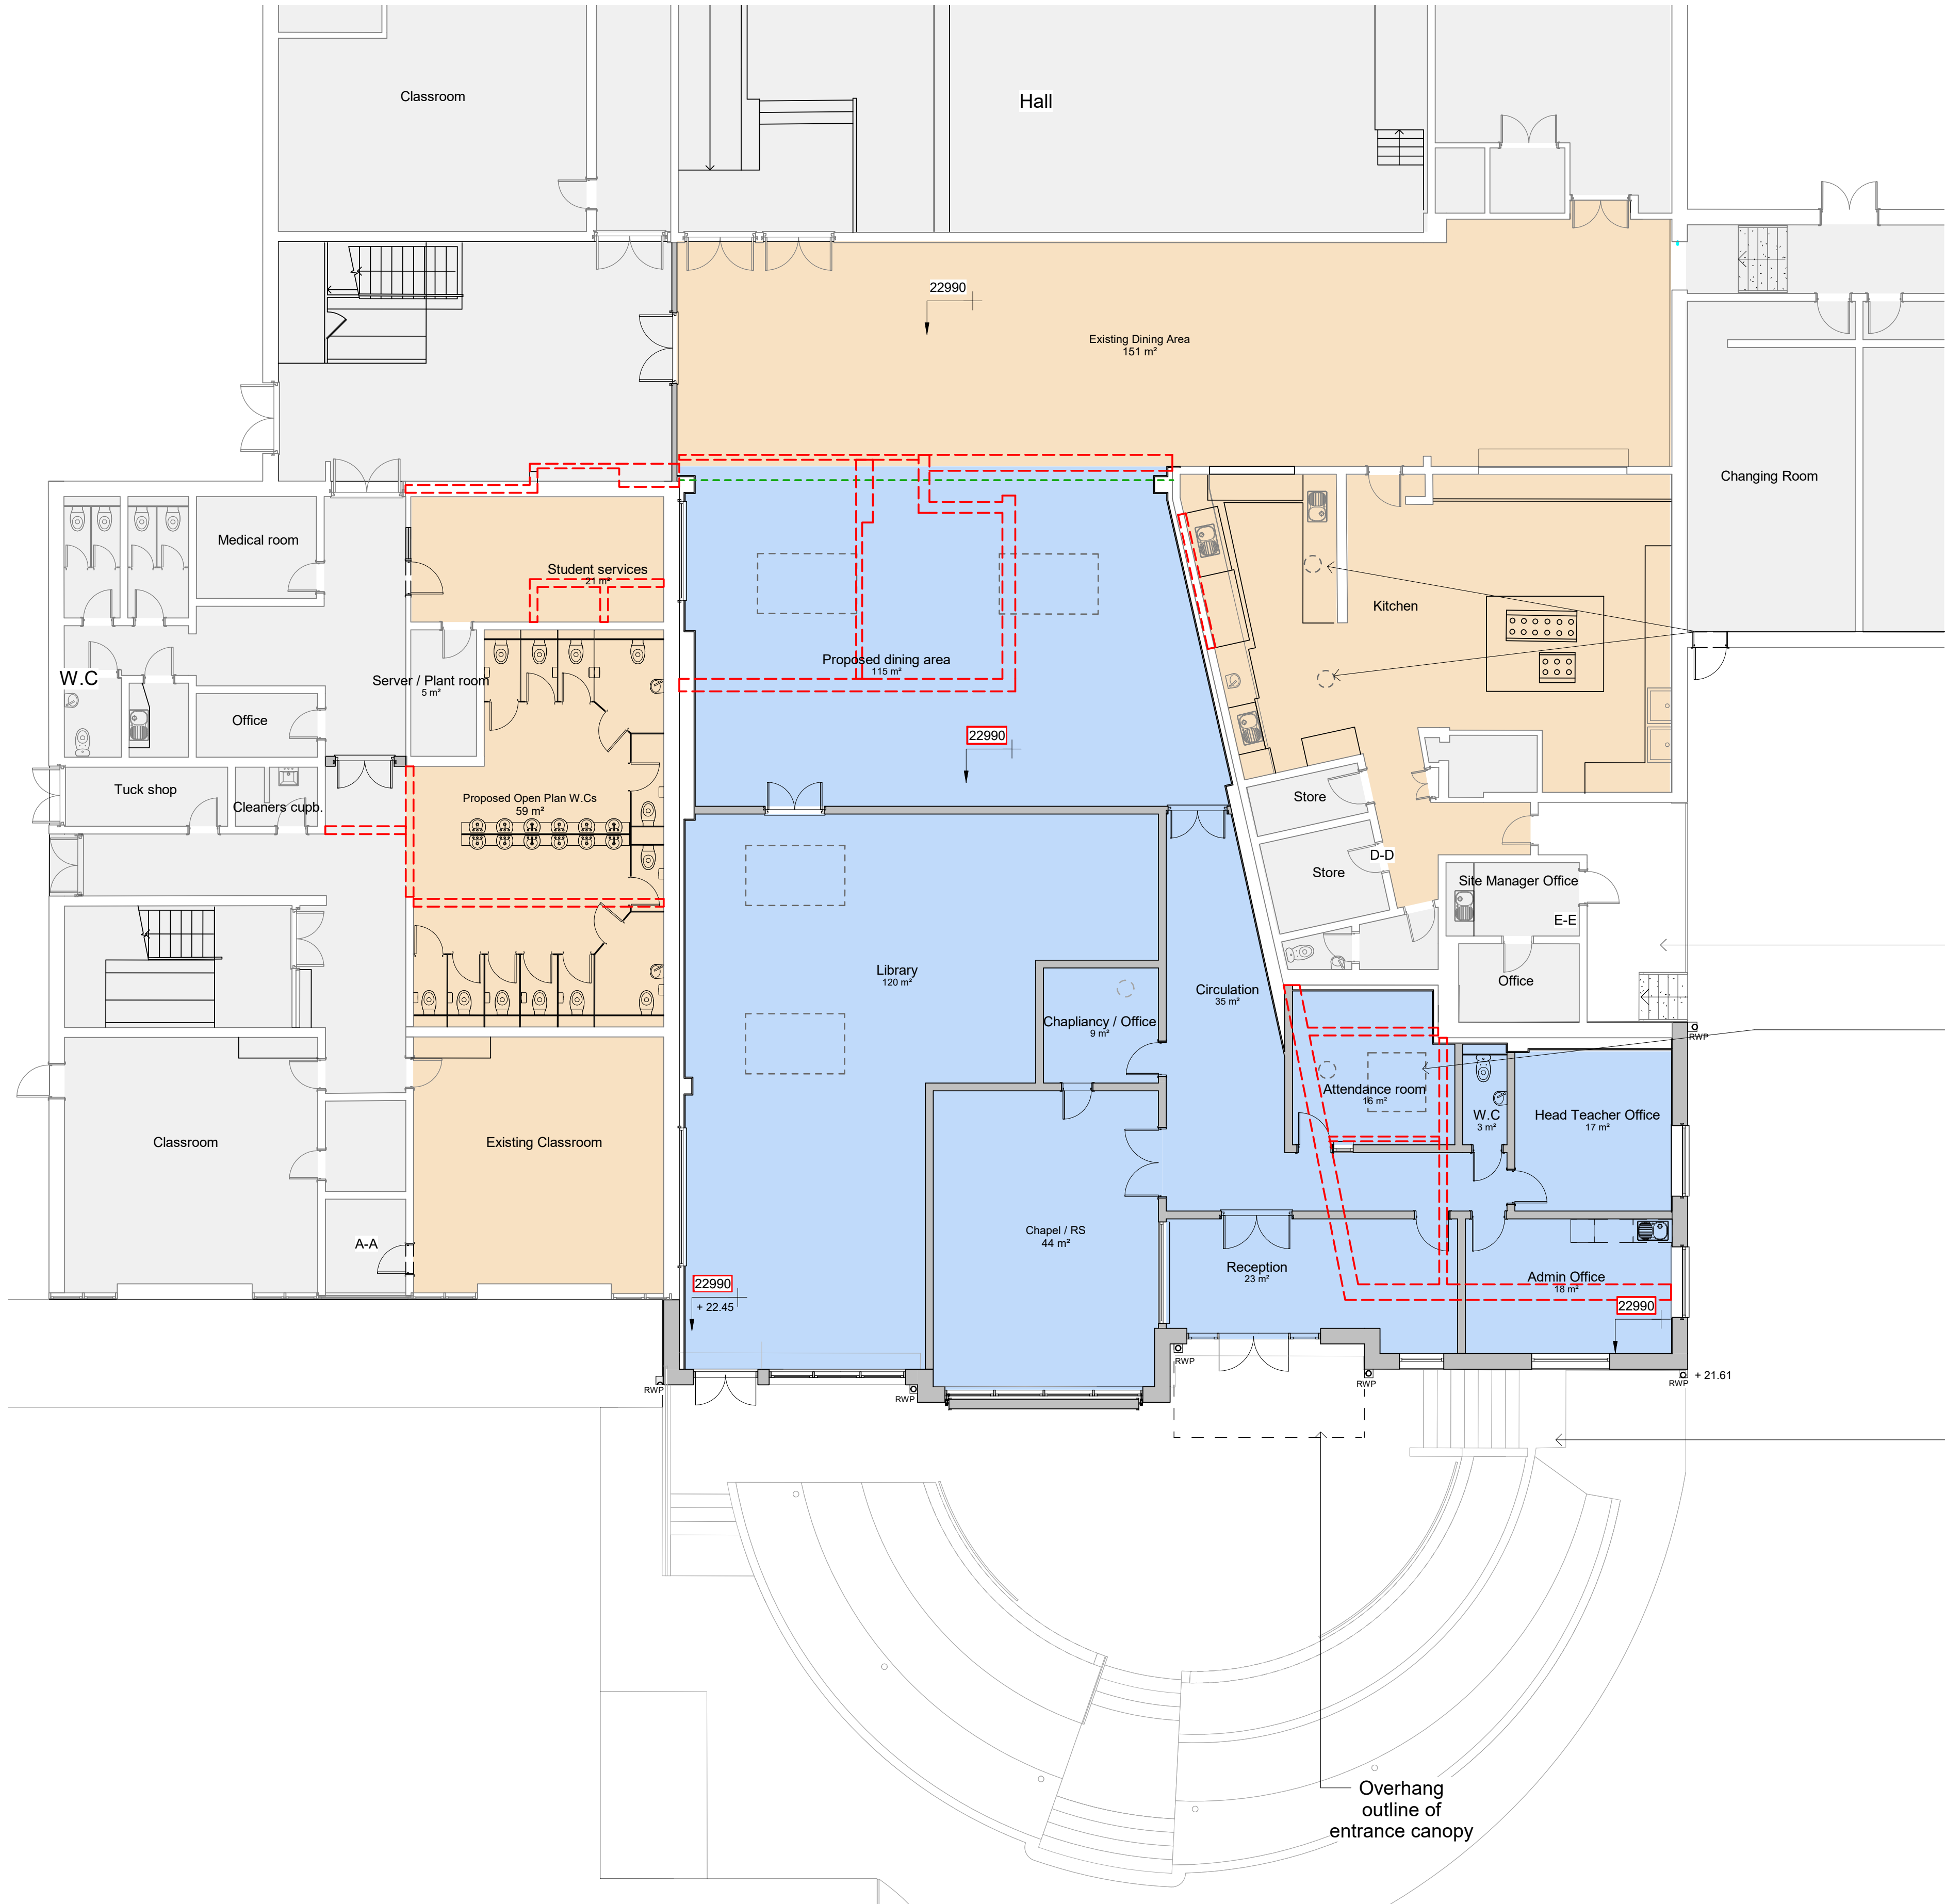 Classroom
Hall
22990
Existing Dining Area
151 m²
Changing Room
Medical room
Student services
21 m²
Kitchen
Proposed dining area
115 m²
W.C
Server / Plant room
5 m²
Office
22990
Tuck shop
Cleaners cupb.
Proposed Open Plan W.Cs
59 m²
Store
D-D
Store
Site Manager Office
E-E
Library
120 m²
Office
Circulation
35 m²
Chapliancy / Office
9 m²
RWP
Attendance room
16 m²
W.C
3 m²
Head Teacher Office
17 m²
Classroom
Existing Classroom
A-A
Chapel / RS
44 m²
Reception
23 m²
Admin Office
18 m²
22990
+ 22.45
22990
RWP
RWP
RWP
RWP
RWP
+ 21.61
Overhang
outline of
entrance canopy